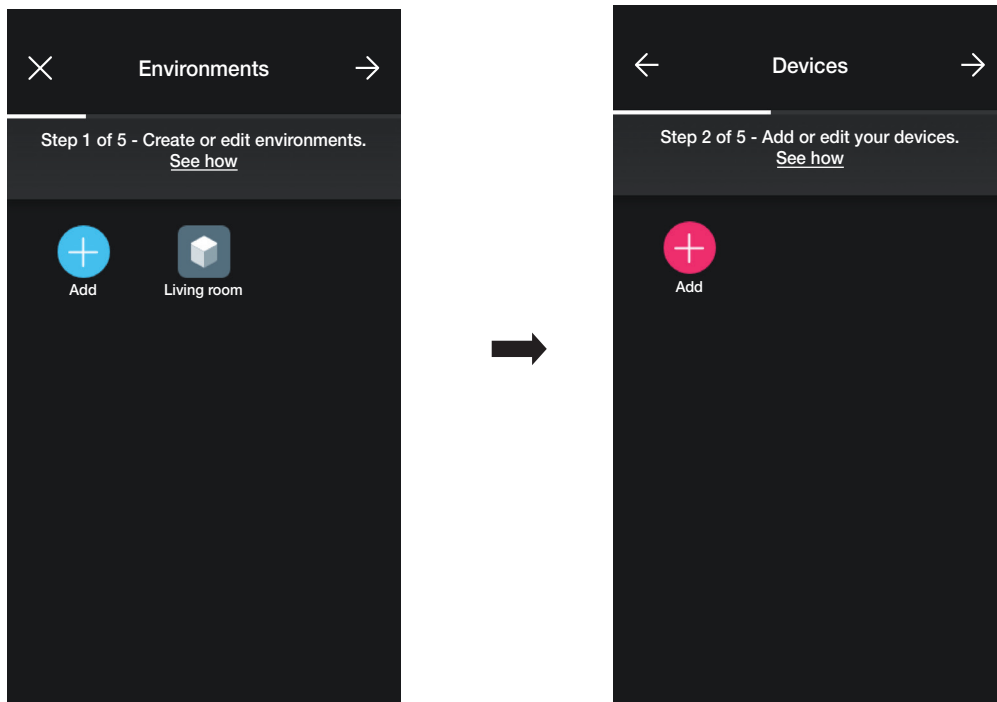 Environments
Step 1 of 5 - Create or edit environments.
See how
Add
Living room
Devices
Step 2 of 5 - Add or edit your devices.
See how
Add